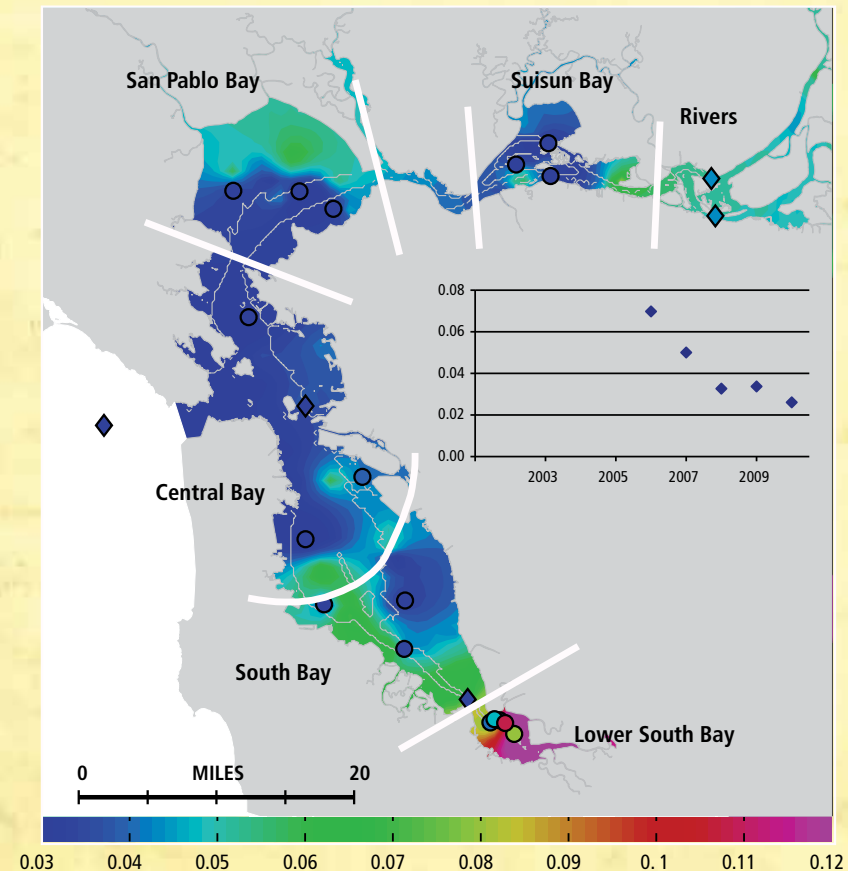 San Pablo Bay
Suisun Bay
Rivers
0.08
0.06
0.04
0.02
0.00
2003 2005 2007 2009
Central Bay
South Bay
Lower South Bay
0 MILES 20
0.03 0.04 0.05 0.06 0.07 0.08 0.09 0. 1 0.11 0.12